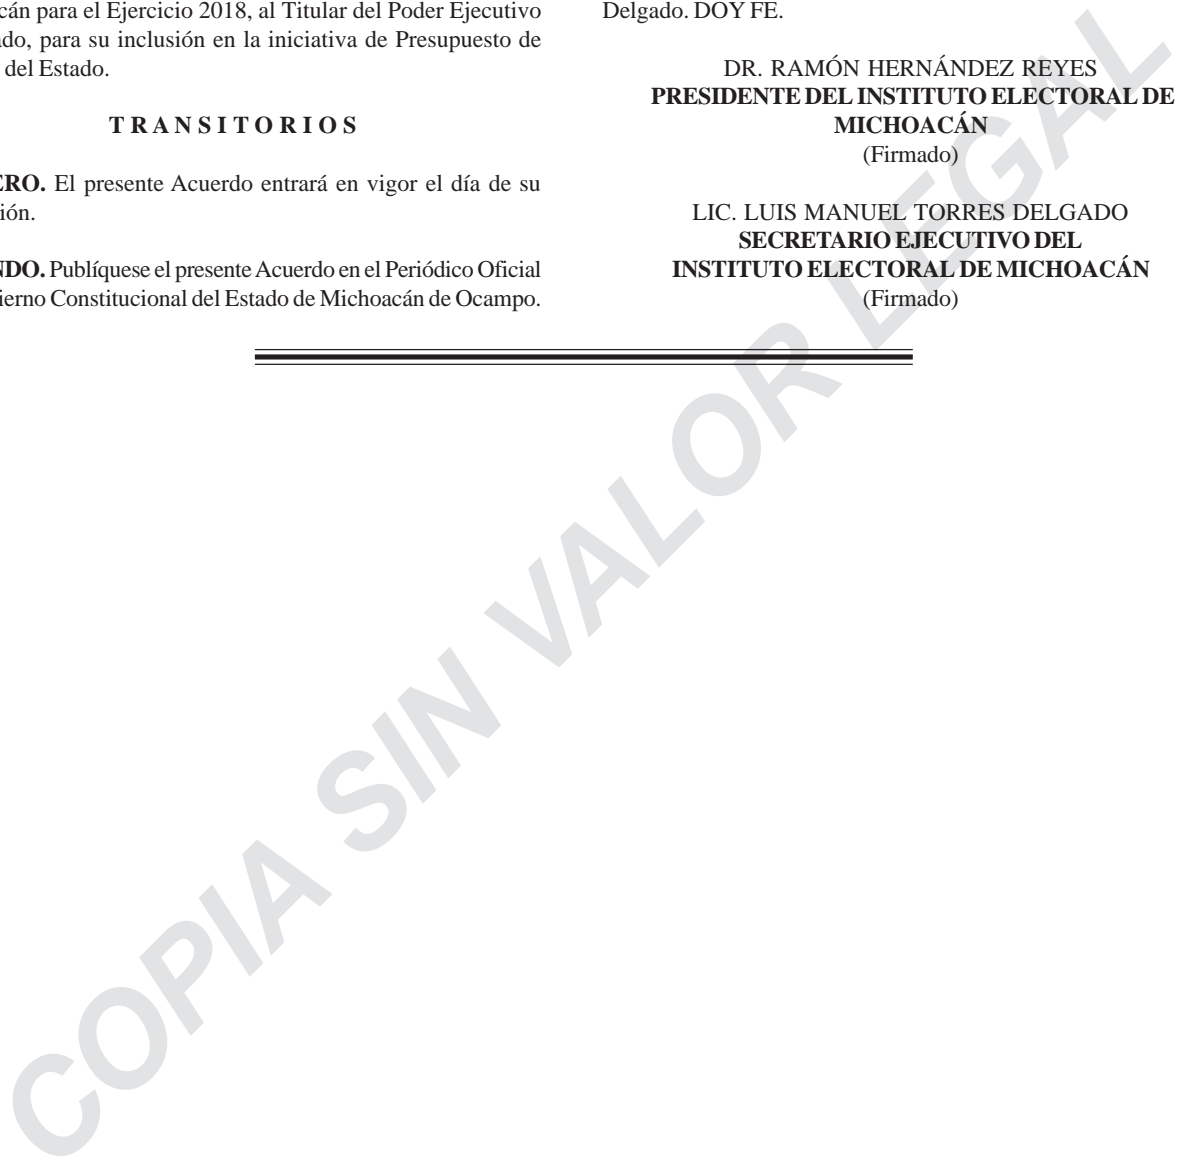 cán para el Ejercicio 2018, al Titular del Poder Ejecutivo
do, para su inclusión en la iniciativa de Presupuesto de
del Estado.
T R A N S I T O R I O S
ERO. El presente Acuerdo entrará en vigor el día de su
ión.
NDO. Publíquese el presente Acuerdo en el Periódico Oficial
ierno Constitucional del Estado de Michoacán de Ocampo.
Delgado. DOY FE.
DR. RAMÓN HERNÁNDEZ REYES
PRESIDENTE DEL INSTITUTO ELECTORAL DE
MICHOACÁN
(Firmado)
LIC. LUIS MANUEL TORRES DELGADO
SECRETARIO EJECUTIVO DEL
INSTITUTO ELECTORAL DE MICHOACÁN
(Firmado)
COPIA SIN VALOR LEGAL